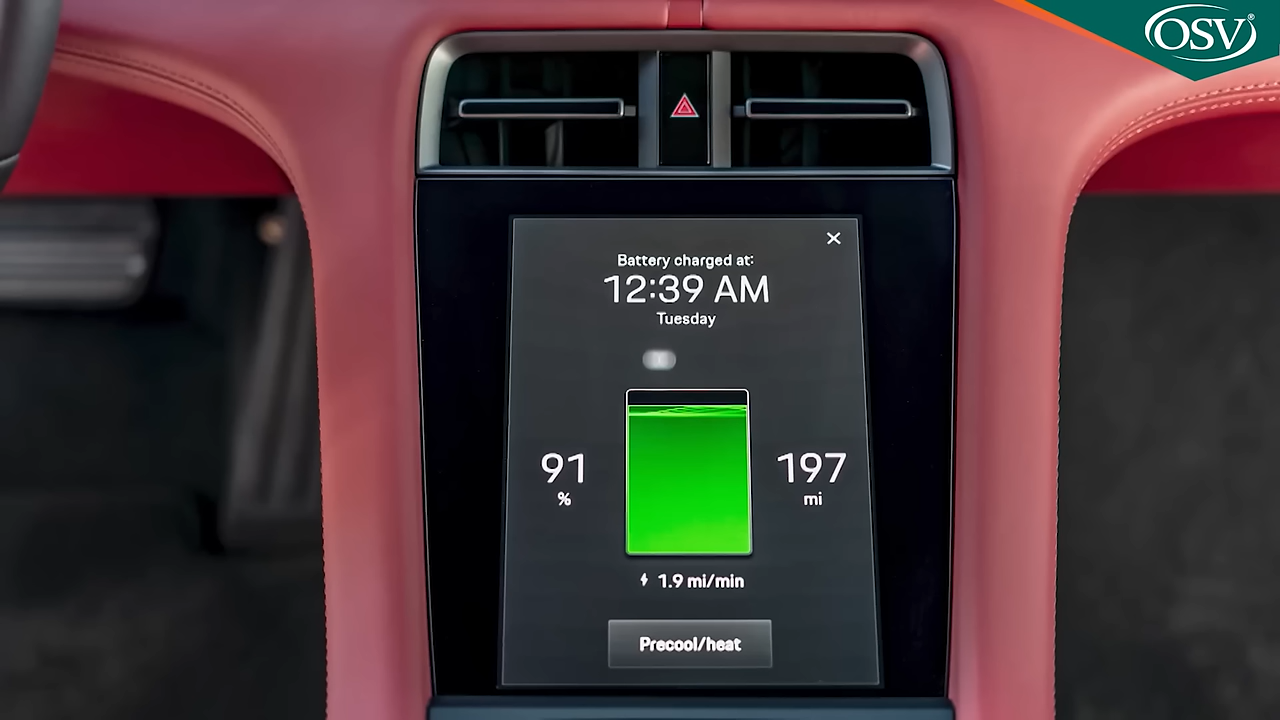 OSV®
Battery charged at:
12:39 AM
Tuesday
91
%
197
mi
1.9 mi/min
Precool/heat